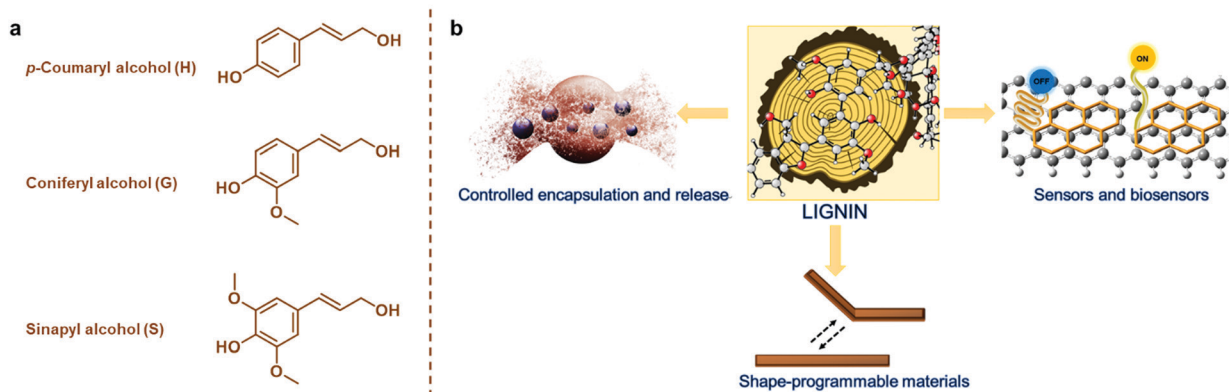 a
p-Coumaryl alcohol (H)
OH
HO
Coniferyl alcohol (G)
OH
HO
O
Sinapyl alcohol (S)
O
OH
HO
O
b
Controlled encapsulation and release
LIGNIN
OFF
ON
Sensors and biosensors
Shape-programmable materials